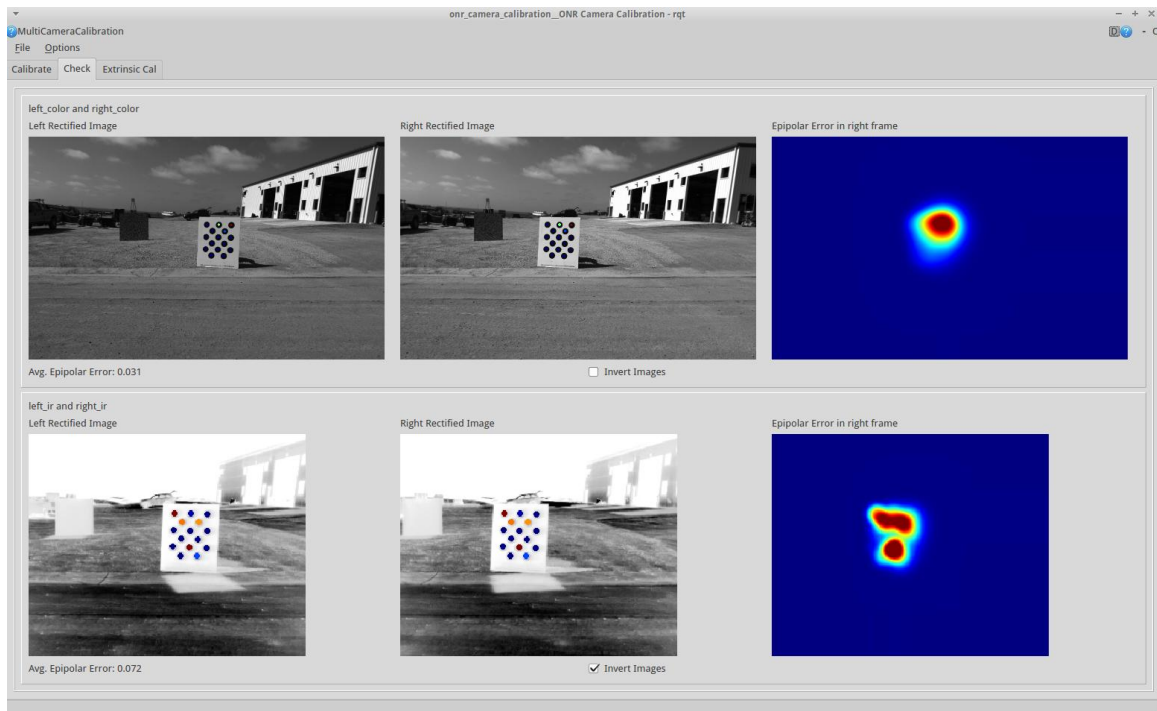 onr_camera_calibration__ONR Camera Calibration - rqt
MultiCameraCalibration
D
File Options
Calibrate Check Extrinsic Cal
left_color and right_color
Left Rectified Image Right Rectified Image Epipolar Error in right frame
Avg. Epipolar Error: 0.031 Invert Images
left_ir and right_ir
Left Rectified Image Right Rectified Image Epipolar Error in right frame
Avg. Epipolar Error: 0.072 Invert Images